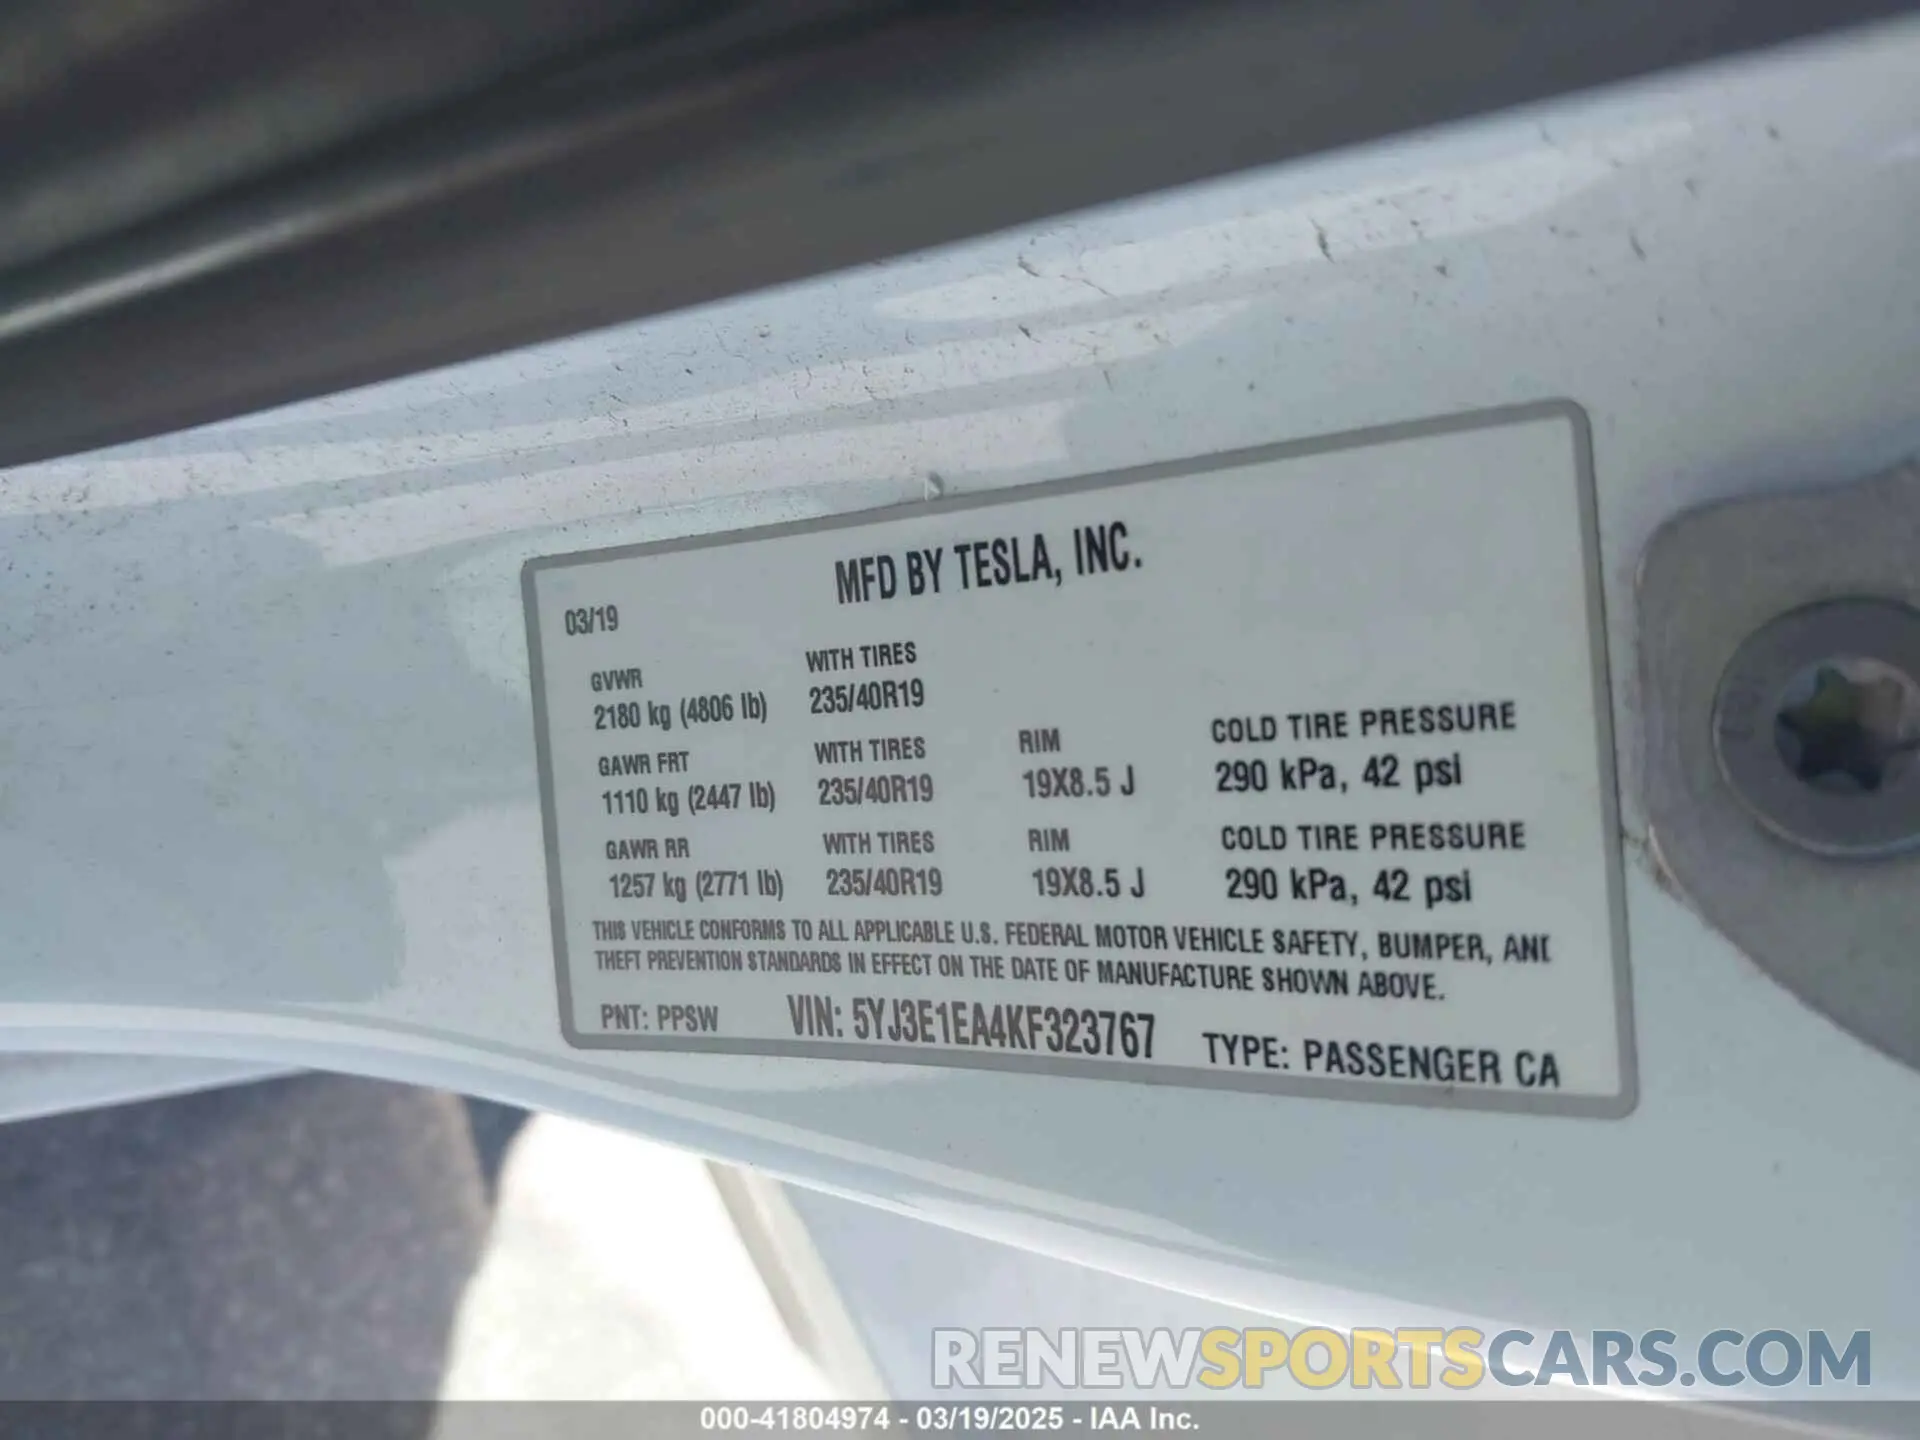 MFD BY TESLA, INC.
03/19
GVWR WITH TIRES
2180 kg (4806 lb) 235/40R19
GAWR FRT WITH TIRES RIM COLD TIRE PRESSURE
1110 kg (2447 lb) 235/40R19 19X8.5 J 290 kPa, 42 psi
GAWR RR WITH TIRES RIM COLD TIRE PRESSURE
1257 kg (2771 lb) 235/40R19 19X8.5 J 290 kPa, 42 psi
THIS VEHICLE CONFORMS TO ALL APPLICABLE U.S. FEDERAL MOTOR VEHICLE SAFETY, BUMPER, AND
THEFT PREVENTION STANDARDS IN EFFECT ON THE DATE OF MANUFACTURE SHOWN ABOVE.
PNT: PPSW VIN: 5YJ3E1EA4KF323767 TYPE: PASSENGER CA
RENEWSPORTSCARS.COM
000-41804974 - 03/19/2025 - IAA Inc.